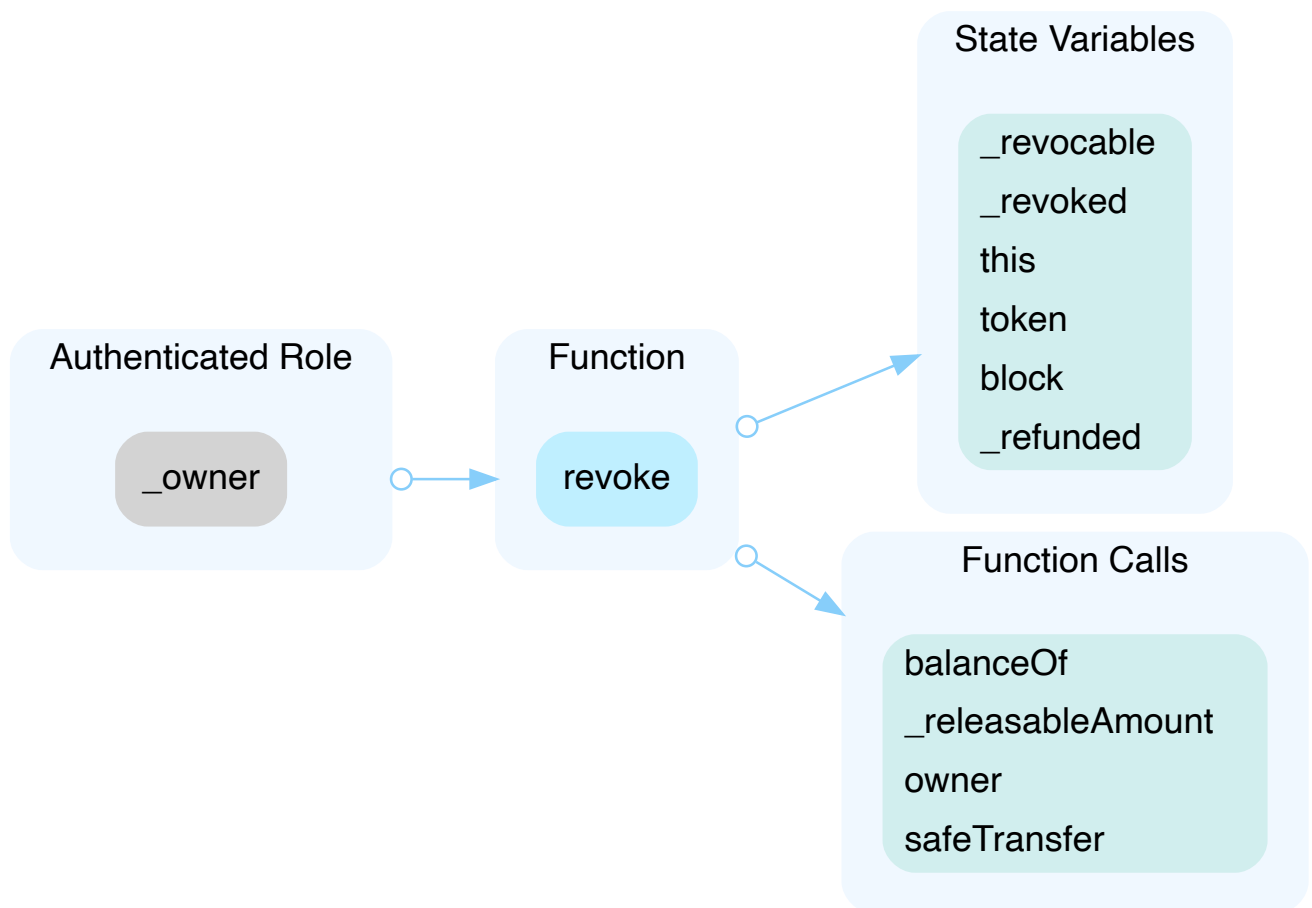 Authenticated Role
_owner
Function
revoke
State Variables
_revocable
_revoked
this
token
block
_refunded
Function Calls
balanceOf
_releasableAmount
owner
safeTransfer